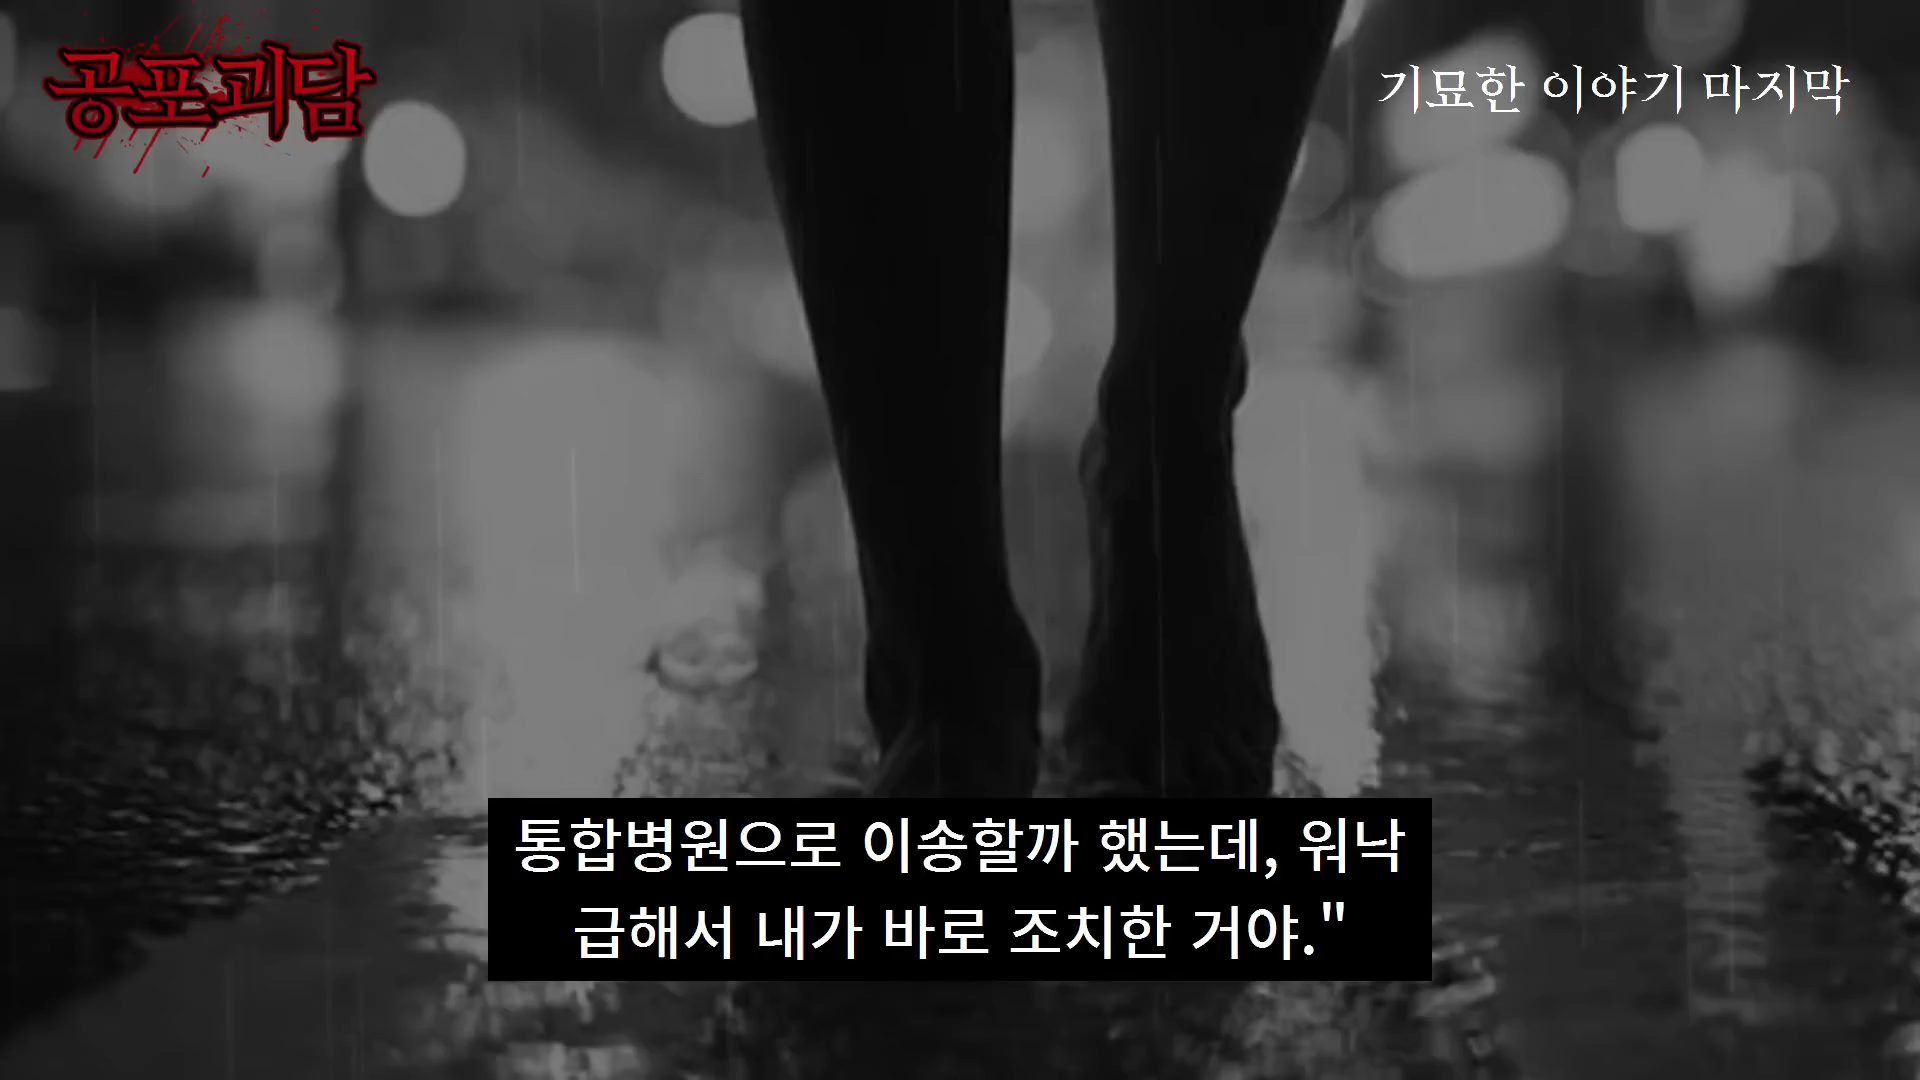 공포괴담
기묘한 이야기 마지막
통합병원으로 이송할까 했는데, 워낙
급해서 내가 바로 조치한 거야."